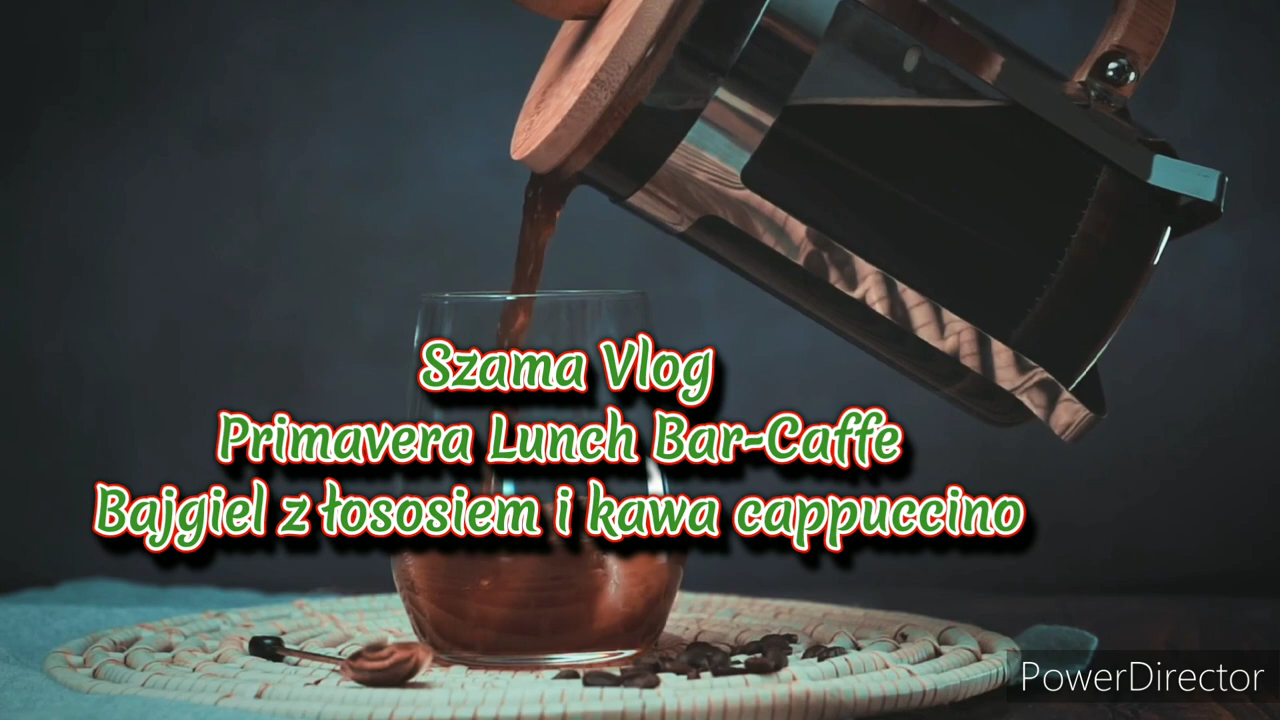 Szama Vlog
Primavera Lunch Bar-Caffe
Bajgiel z łososiem i kawa cappuccino
PowerDirector